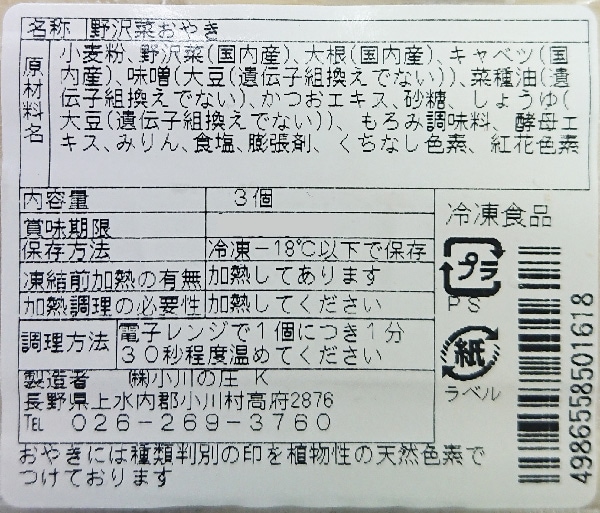 名称 野沢菜おやき
原材料名 小麦粉、野沢菜(国内産)、大根(国内産)、キャベツ(国
内産)、味噌(大豆(遺伝子組換えでない))、菜種油(遺
伝子組換えでない)、かつおエキス、砂糖、しょうゆ(
大豆(遺伝子組換えでない))、もろみ調味料、酵母エ
キス、みりん、食塩、膨張剤、くちなし色素、紅花色素
内容量 3個
賞味期限
保存方法 冷凍-18℃以下で保存
凍結前加熱の有無 加熱してあります
加熱調理の必要性 加熱してください
調理方法 電子レンジで1個につき1分
30秒程度温めてください
製造者 ㈱小川の庄 K
長野県上水内郡小川村高府2876
TEL 026-269-3760
おやきには種類判別の印を植物性の天然色素で
つけております
冷凍食品
プラ
PS
紙
ラベル
4986558501618